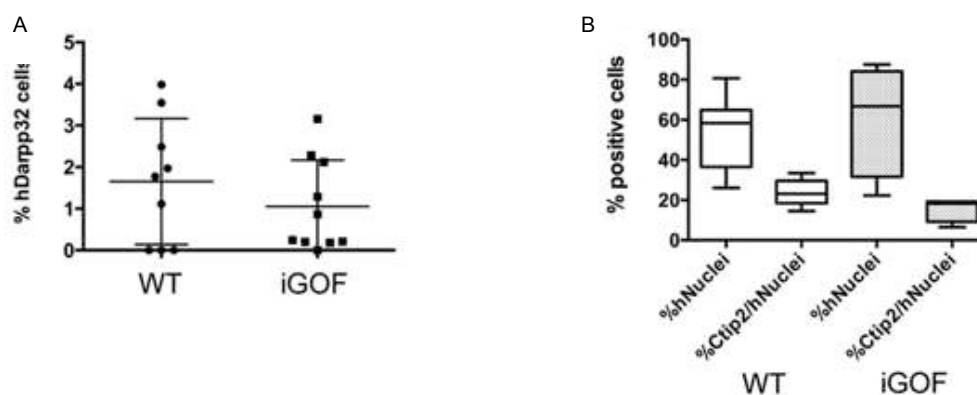 A
% hDarpp32 cells
5
4
3
2
1
0
WT
iGOF
B
% positive cells
100
80
60
40
20
0
%hNuclei
%Ctip2/hNuclei
%hNuclei
%Ctip2/hNuclei
WT
iGOF